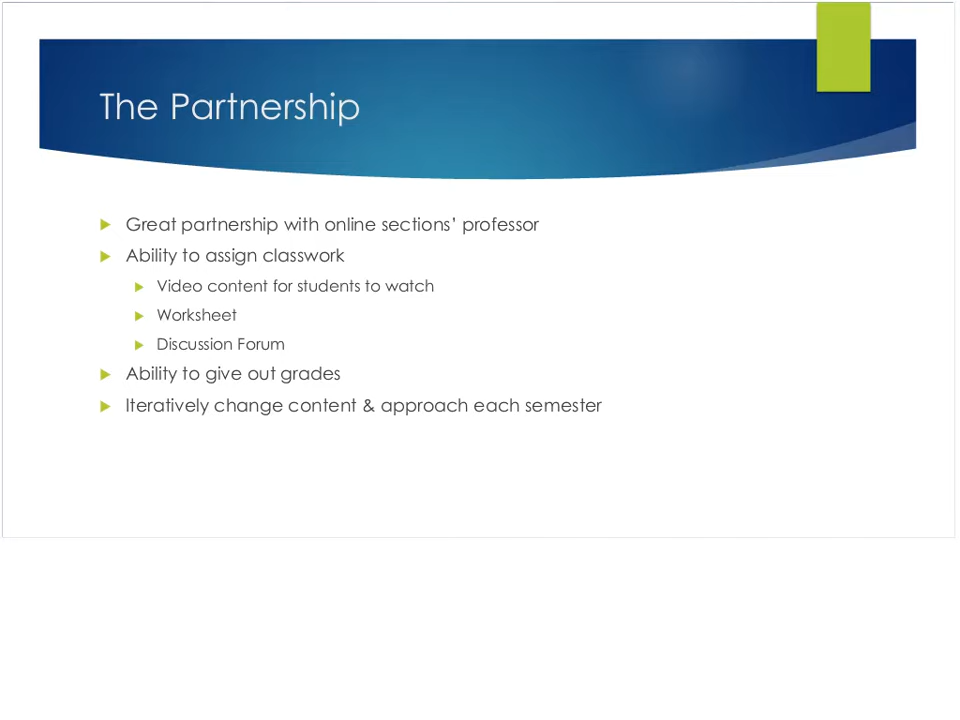 The Partnership
Great partnership with online sections’ professor
Ability to assign classwork
Video content for students to watch
Worksheet
Discussion Forum
Ability to give out grades
Iteratively change content & approach each semester